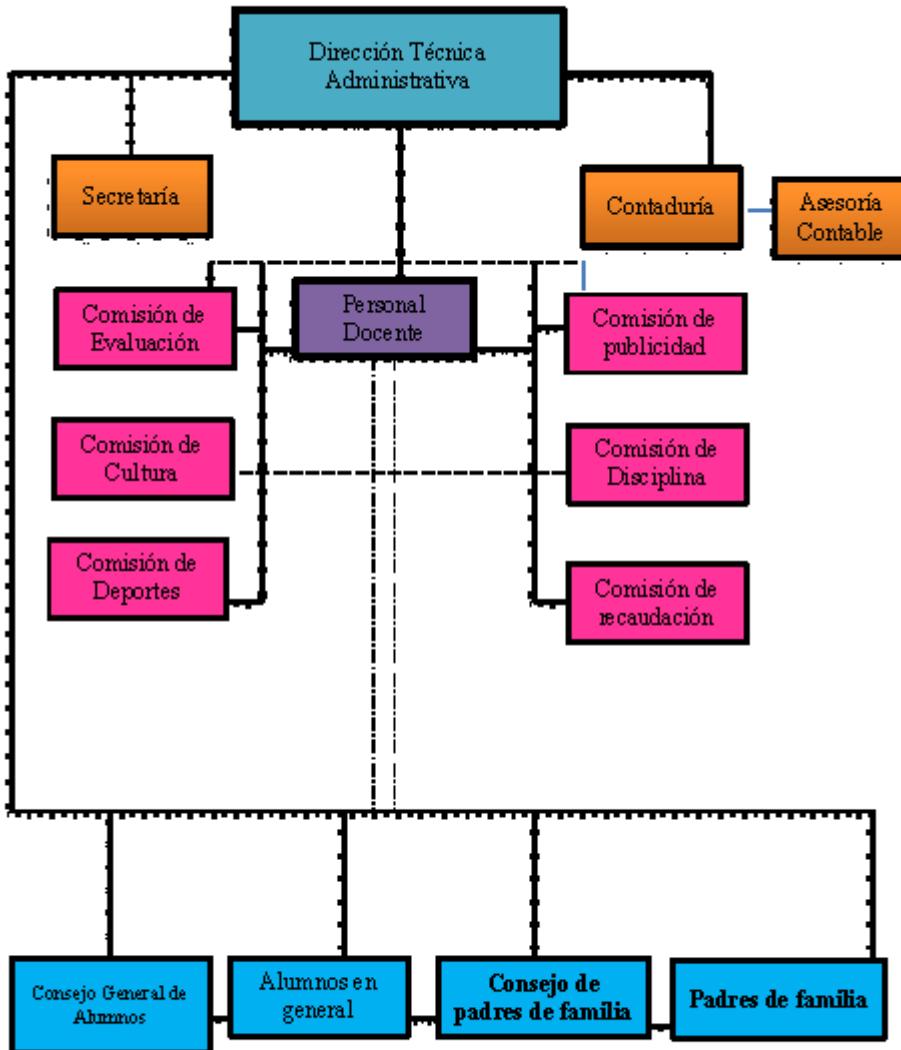 Dirección Técnica
Administrativa
Secretaría
Contaduría
Asesoría
Contable
Comisión de
Evaluación
Personal
Docente
Comisión de
publicidad
Comisión de
Cultura
Comisión de
Disciplina
Comisión de
Deportes
Comisión de
recaudación
Consejo General de
Alumnos
Alumnos en
general
Consejo de
padres de familia
Padres de familia